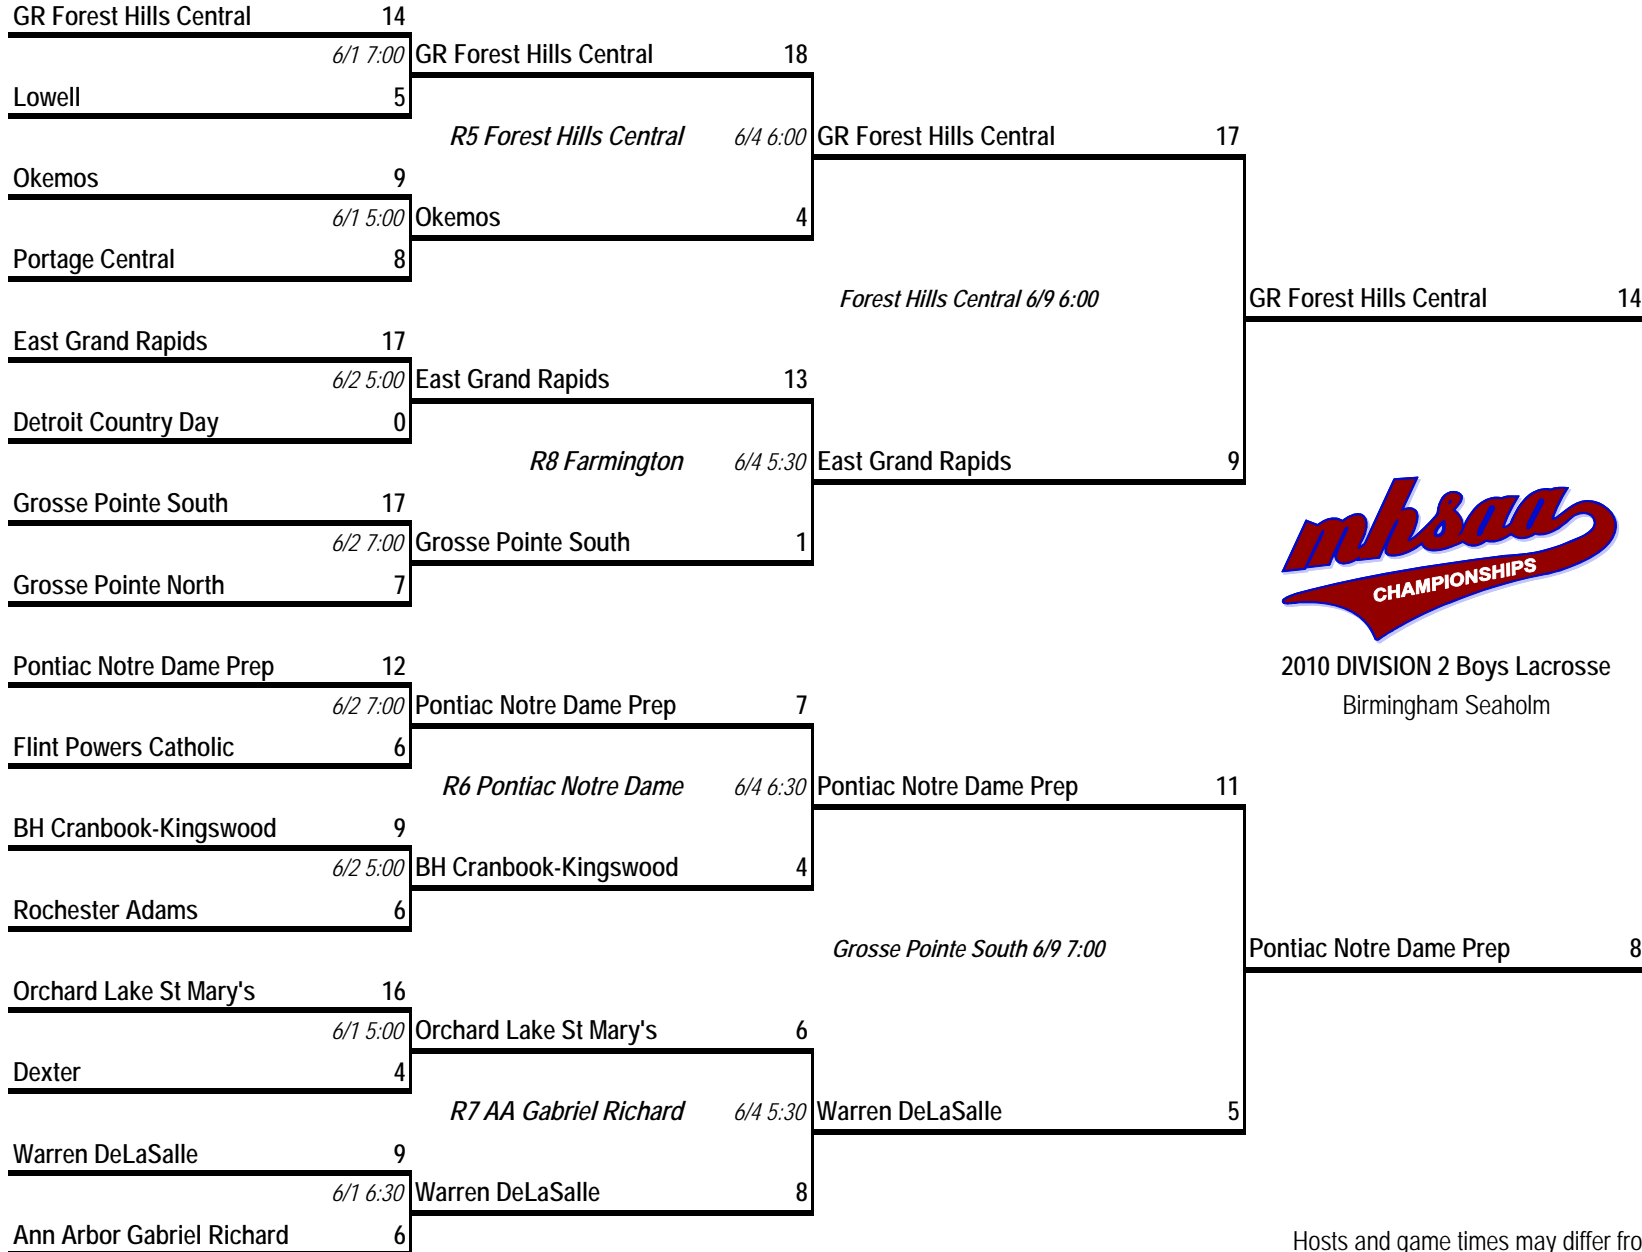 GR Forest Hills Central 14
6/1 7:00 GR Forest Hills Central 18
Lowell 5
R5 Forest Hills Central 6/4 6:00 GR Forest Hills Central 17
Okemos 9
6/1 5:00 Okemos 4
Portage Central 8
Forest Hills Central 6/9 6:00 GR Forest Hills Central 14
East Grand Rapids 17
6/2 5:00 East Grand Rapids 13
Detroit Country Day 0
R8 Farmington 6/4 5:30 East Grand Rapids 9
Grosse Pointe South 17
6/2 7:00 Grosse Pointe South 1
Grosse Pointe North 7
mhsaa
CHAMPIONSHIPS
Pontiac Notre Dame Prep 12
2010 DIVISION 2 Boys Lacrosse
6/2 7:00 Pontiac Notre Dame Prep 7
Birmingham Seaholm
Flint Powers Catholic 6
R6 Pontiac Notre Dame 6/4 6:30 Pontiac Notre Dame Prep 11
BH Cranbook-Kingswood 9
6/2 5:00 BH Cranbook-Kingswood 4
Rochester Adams 6
Grosse Pointe South 6/9 7:00 Pontiac Notre Dame Prep 8
Orchard Lake St Mary's 16
6/1 5:00 Orchard Lake St Mary's 6
Dexter 4
R7 AA Gabriel Richard 6/4 5:30 Warren DeLaSalle 5
Warren DeLaSalle 9
6/1 6:30 Warren DeLaSalle 8
Ann Arbor Gabriel Richard 6
Hosts and game times may differ fro